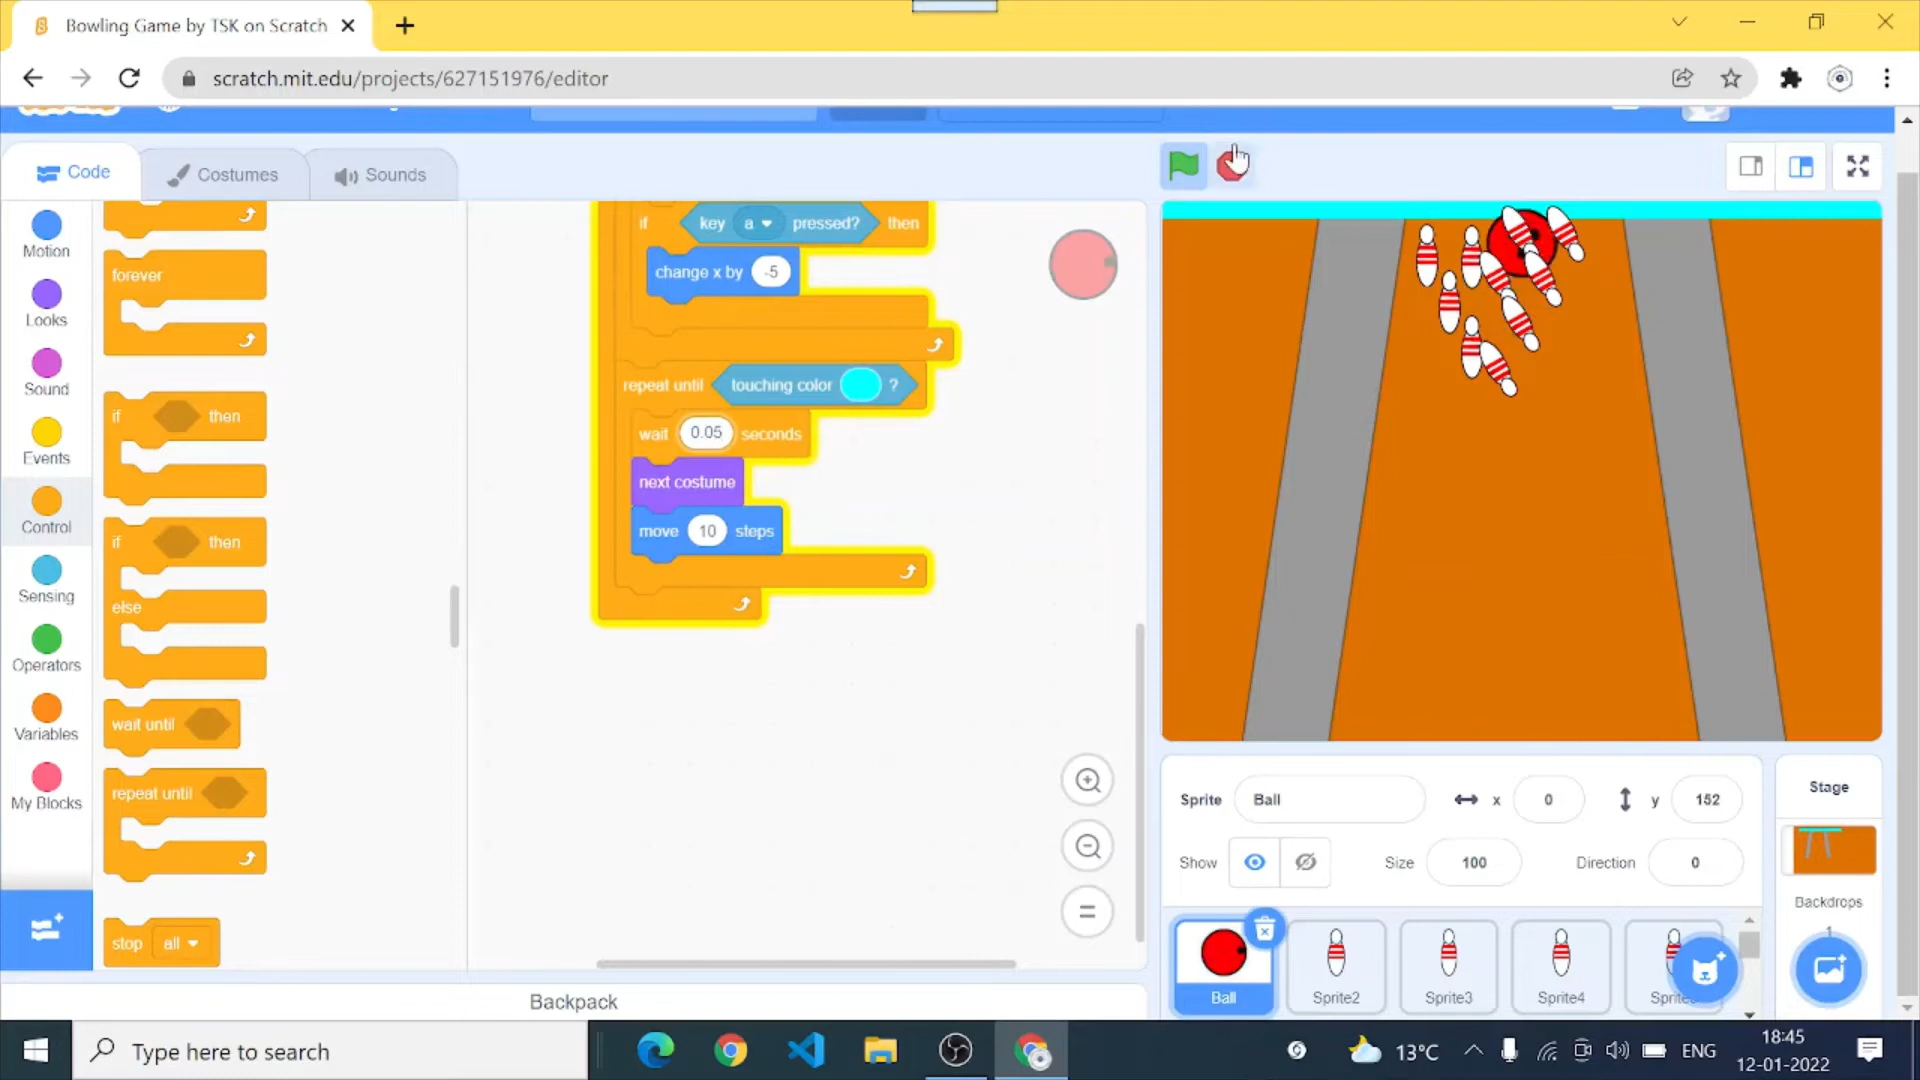 Bowling Game by TSK on Scratch
scratch.mit.edu/projects/627151976/editor
Code
Costumes
Sounds
Motion
Looks
Sound
Events
Control
Sensing
Operators
Variables
My Blocks
forever
if then
if then
else
wait until
repeat until
stop all
if key a pressed? then
change x by -5
repeat until touching color ?
wait 0.05 seconds
next costume
move 10 steps
Backpack
Sprite Ball x 0 y 152
Show Size 100 Direction 0
Stage
Backdrops
1
Ball
Sprite2
Sprite3
Sprite4
Type here to search
13°C
ENG
18:45
12-01-2022